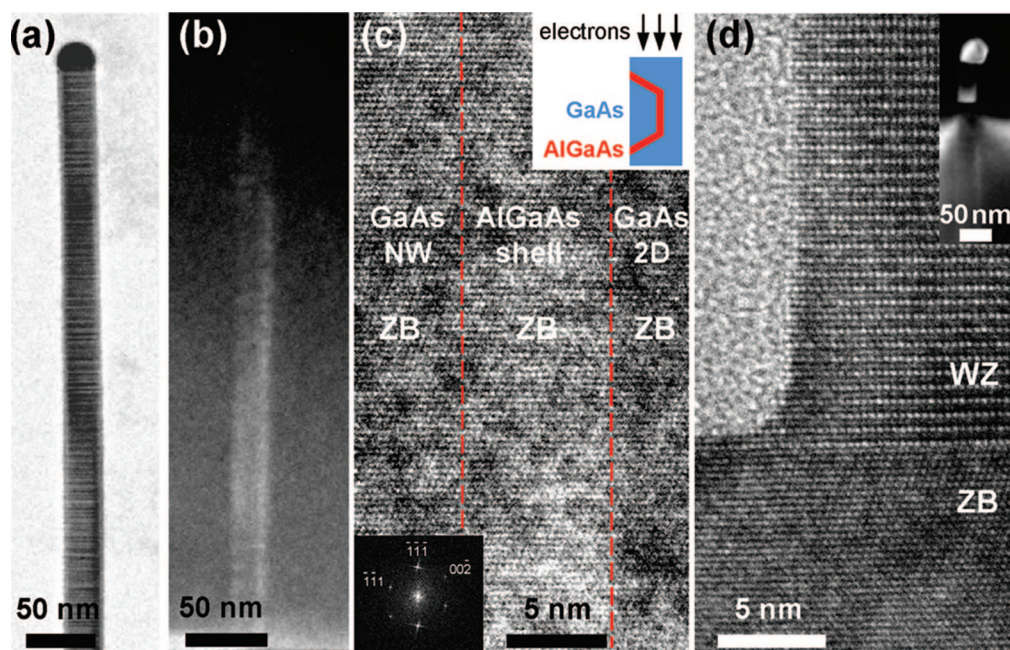 (a)
50 nm
(b)
50 nm
(c)
electrons
GaAs
AlGaAs
GaAs
NW
AlGaAs
shell
GaAs
2D
ZB
ZB
ZB
1̄1̄1̄
002̄
1̄1̄1
5 nm
(d)
50 nm
WZ
ZB
5 nm